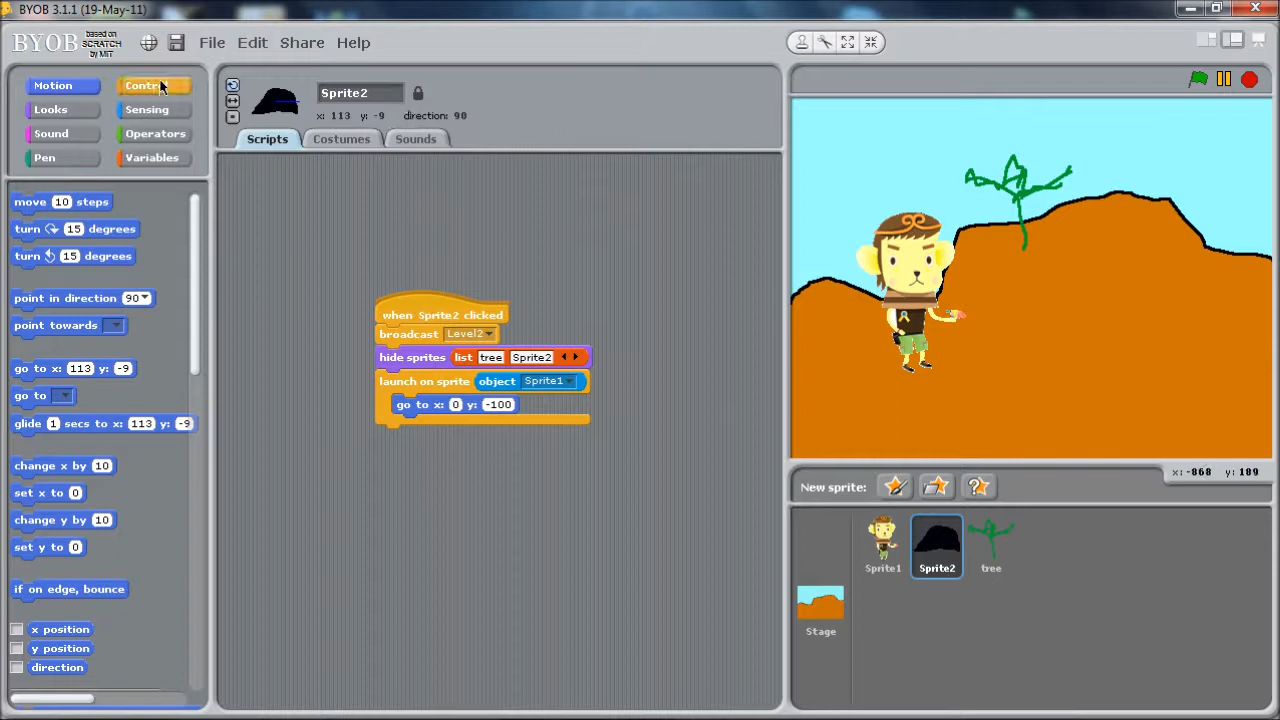 BYOB 3.1.1 (19-May-11)
BYOB based on SCRATCH by MIT File Edit Share Help
Motion Control
Looks Sensing
Sound Operators
Pen Variables
move 10 steps
turn 15 degrees
turn 15 degrees
point in direction 90
point towards
go to x: 113 y: -9
go to
glide 1 secs to x: 113 y: -9
change x by 10
set x to 0
change y by 10
set y to 0
if on edge, bounce
x position
y position
direction
Sprite2
x: 113 y: -9 direction: 90
Scripts Costumes Sounds
when Sprite2 clicked
broadcast Level2
hide sprites list tree Sprite2
launch on sprite object Sprite1
go to x: 0 y: -100
x: -868 y: 189
New sprite:
Sprite1 Sprite2 tree
Stage